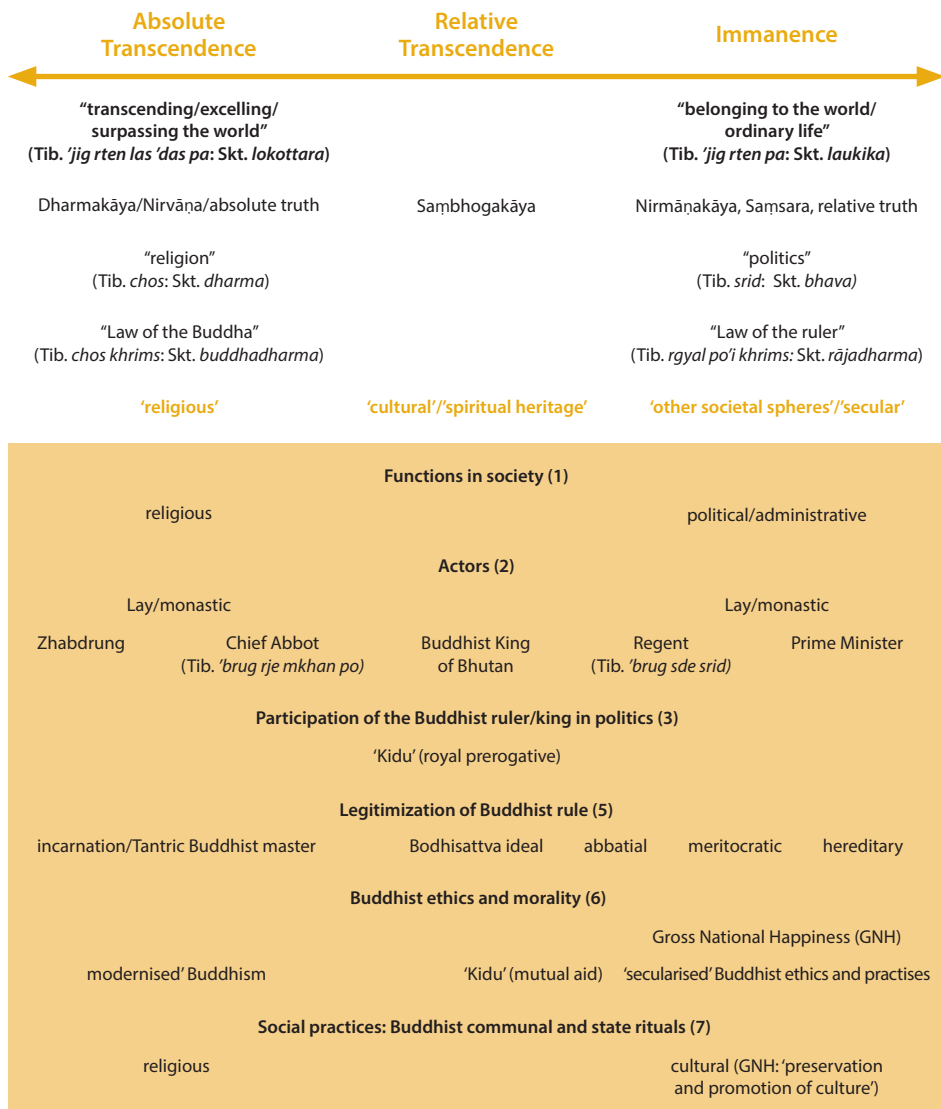 Absolute
Transcendence
Relative
Transcendence
Immanence
“transcending/excelling/
surpassing the world”
(Tib. ’jig rten las ’das pa: Skt. lokottara)
“belonging to the world/
ordinary life”
(Tib. ’jig rten pa: Skt. laukika)
Dharmakāya/Nirvāṇa/absolute truth
Saṃbhogakāya
Nirmāṇakāya, Saṃsara, relative truth
“religion”
(Tib. chos: Skt. dharma)
“politics”
(Tib. srid: Skt. bhava)
“Law of the Buddha”
(Tib. chos khrims: Skt. buddhadharma)
“Law of the ruler”
(Tib. rgyal po’i khrims: Skt. rājadharma)
‘religious’
‘cultural’/‘spiritual heritage’
‘other societal spheres’/‘secular’
Functions in society (1)
religious
political/administrative
Actors (2)
Lay/monastic
Lay/monastic
Zhabdrung
Chief Abbot
(Tib. ’brug rje mkhan po)
Buddhist King
of Bhutan
Regent
(Tib. ’brug sde srid)
Prime Minister
Participation of the Buddhist ruler/king in politics (3)
‘Kidu’ (royal prerogative)
Legitimization of Buddhist rule (5)
incarnation/Tantric Buddhist master
Bodhisattva ideal
abbatial
meritocratic
hereditary
Buddhist ethics and morality (6)
Gross National Happiness (GNH)
modernised’ Buddhism
‘Kidu’ (mutual aid)
‘secularised’ Buddhist ethics and practises
Social practices: Buddhist communal and state rituals (7)
religious
cultural (GNH: ‘preservation
and promotion of culture’)